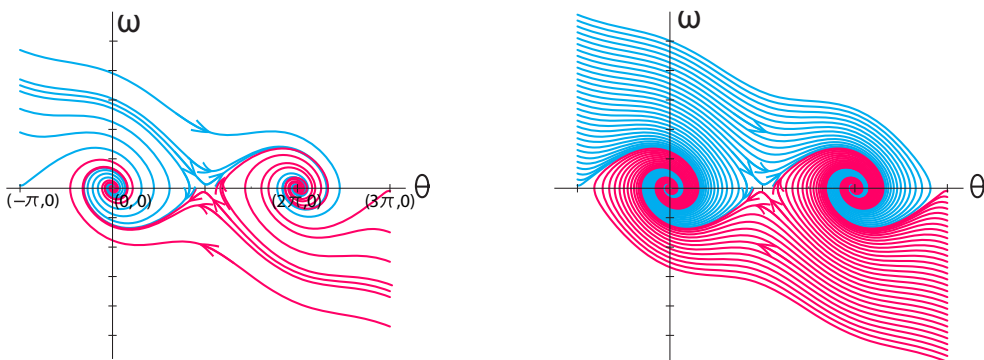 ω
θ
(−π,0)
(0, 0)
(2π,0)
(3π,0)
ω
θ